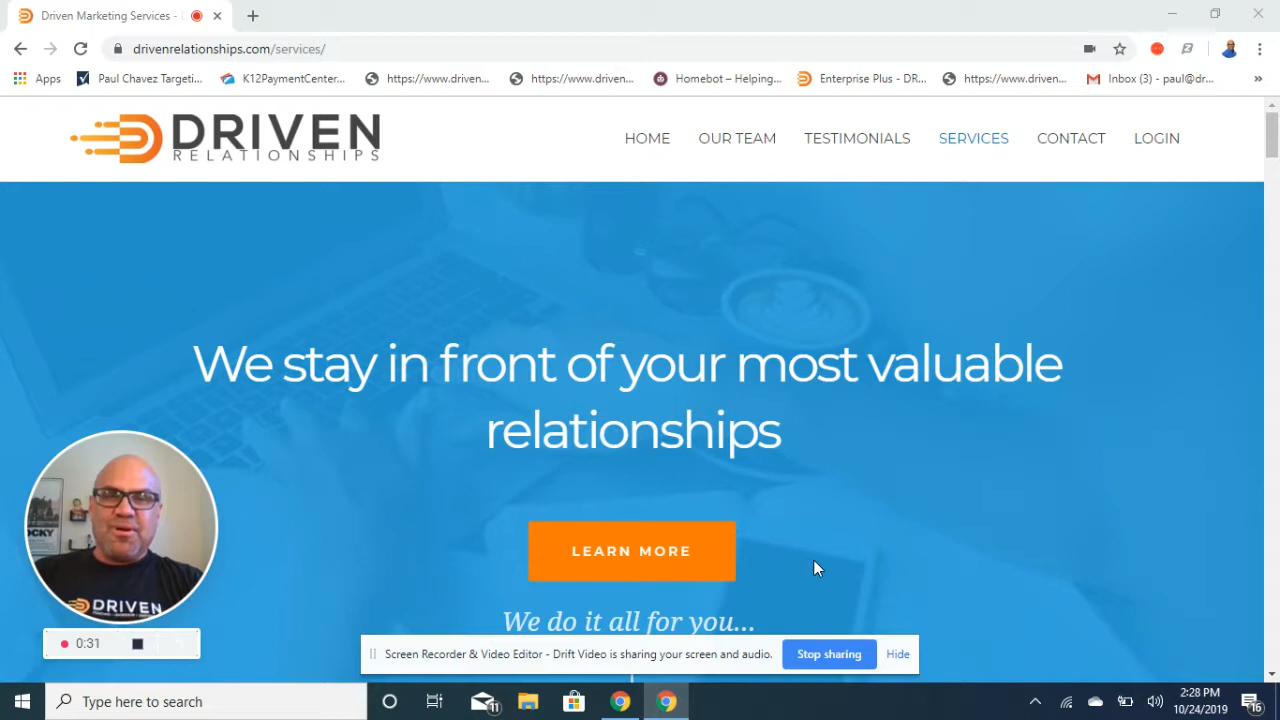 Driven Marketing Services -
drivenrelationships.com/services/
Apps
Paul Chavez Targeti...
K12PaymentCenter...
https://www.driven...
https://www.driven...
Homebot – Helping...
Enterprise Plus - DR...
https://www.driven...
Inbox (3) - paul@dr...
»
DRIVEN
RELATIONSHIPS
HOME
OUR TEAM
TESTIMONIALS
SERVICES
CONTACT
LOGIN
We stay in front of your most valuable
relationships
LEARN MORE
We do it all for you...
OCKY
DRIVEN
0:31
Screen Recorder & Video Editor - Drift Video is sharing your screen and audio.
Stop sharing
Hide
Type here to search
11
2:28 PM
10/24/2019
16